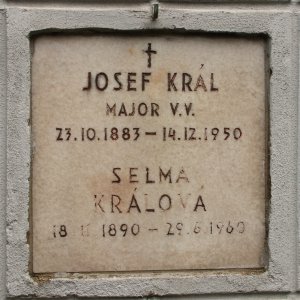 JOSEF KRÁL
MAJOR V.V.
23.10.1883 – 14.12.1950
SELMA
KRÁLOVÁ
18 11 1890 – 29.6.1960